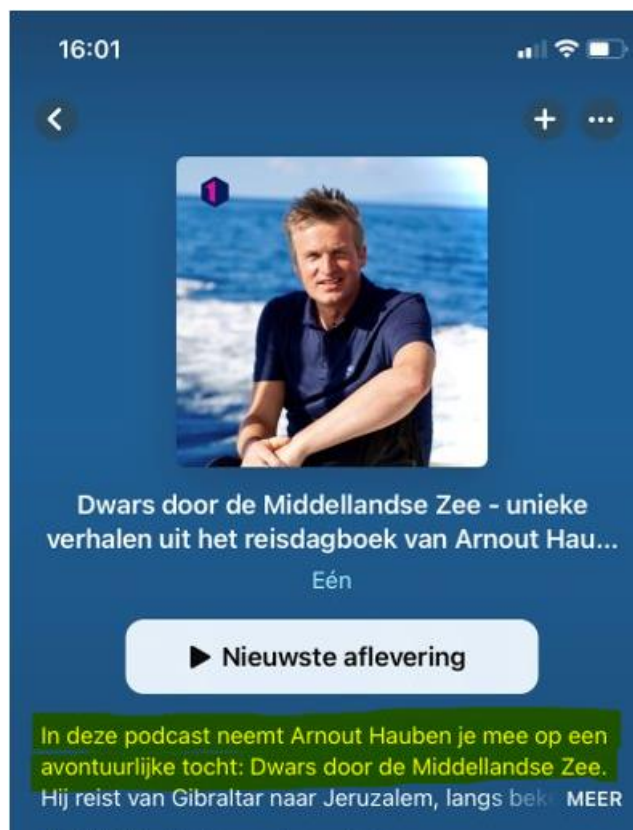 16:01
1
Dwars door de Middellandse Zee - unieke
verhalen uit het reisdagboek van Arnout Hau...
Eén
Nieuwste aflevering
In deze podcast neemt Arnout Hauben je mee op een
avontuurlijke tocht: Dwars door de Middellandse Zee.
Hij reist van Gibraltar naar Jeruzalem, langs MEER